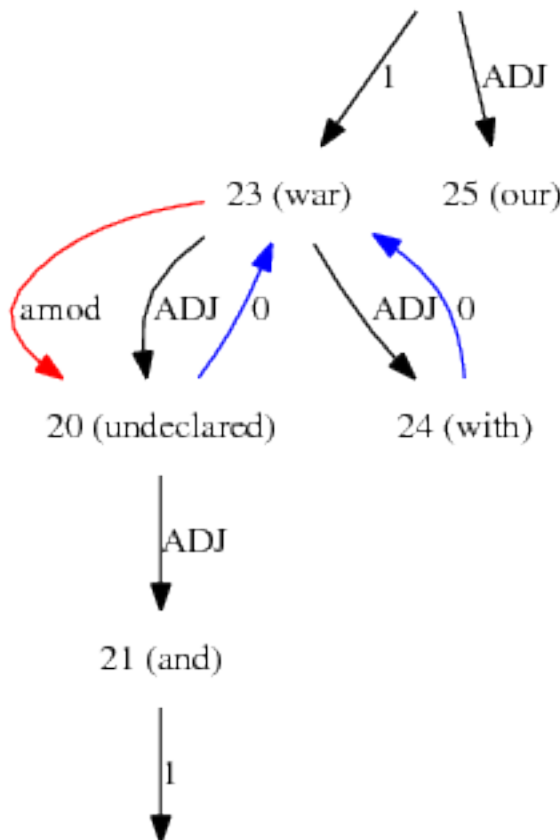 1 ADJ
23 (war) 25 (our)
amod ADJ 0 ADJ 0
20 (undeclared) 24 (with)
ADJ
21 (and)
1